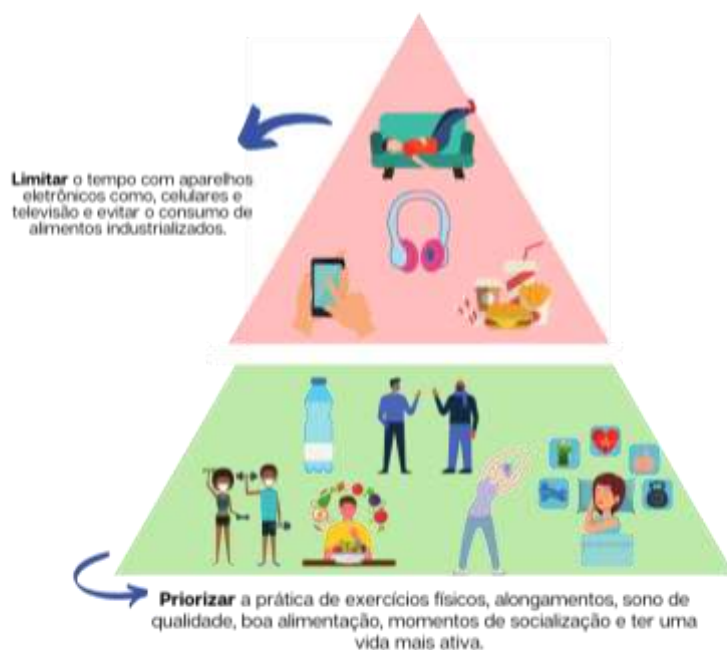 Limitar o tempo com aparelhos
eletrônicos como, celulares e
televisão e evitar o consumo de
alimentos industrializados.
Priorizar a prática de exercícios físicos, alongamentos, sono de
qualidade, boa alimentação, momentos de socialização e ter uma
vida mais ativa.